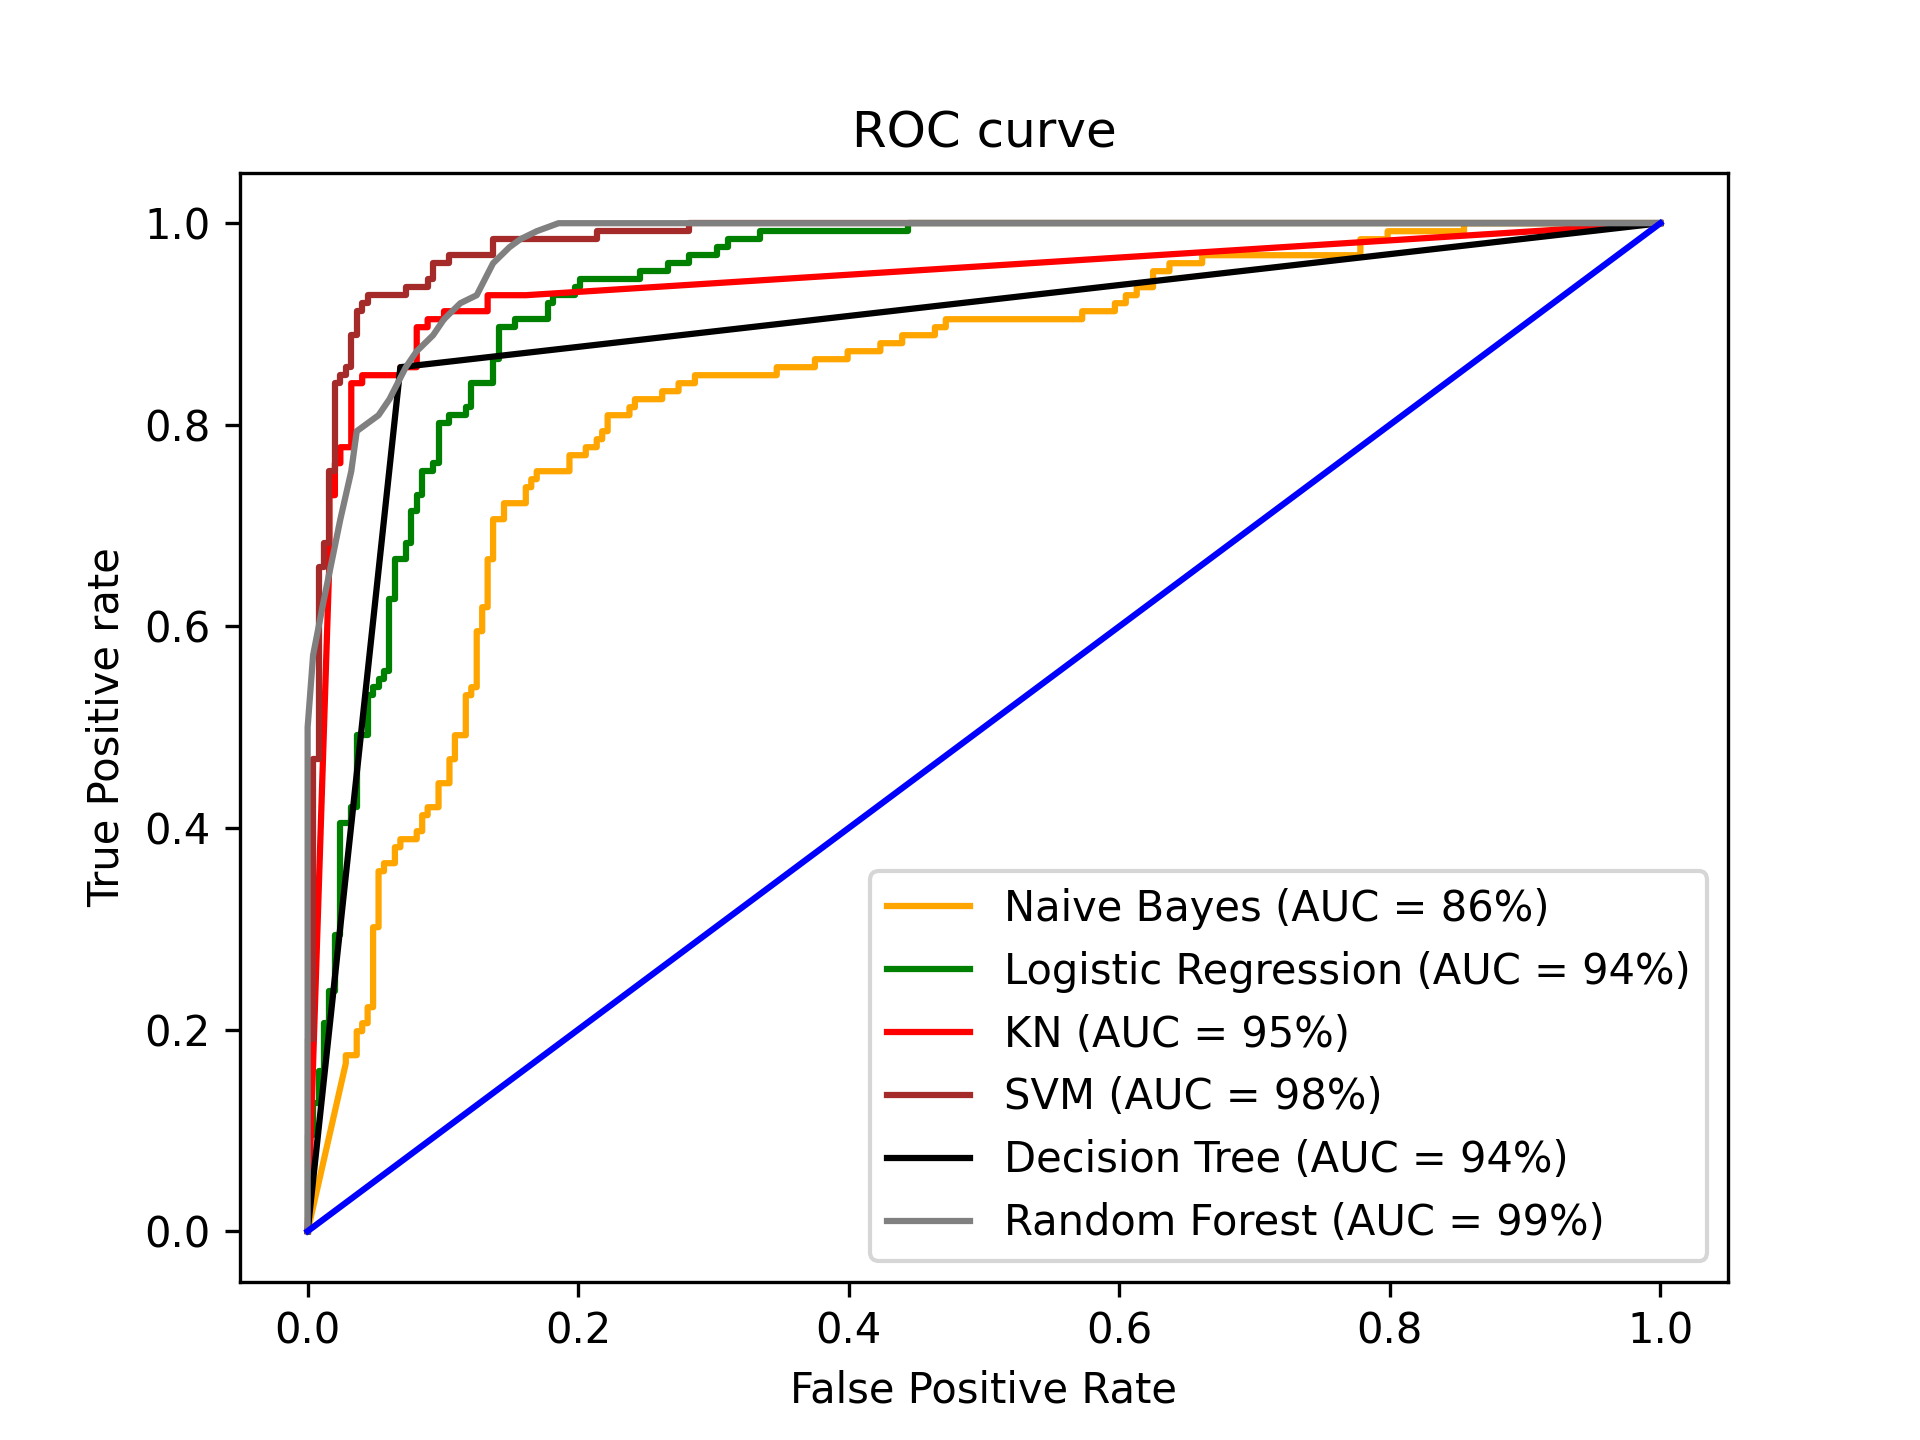 ROC curve
1.0
0.8
0.6
0.4
0.2
0.0
True Positive rate
Naive Bayes (AUC = 86%)
Logistic Regression (AUC = 94%)
KN (AUC = 95%)
SVM (AUC = 98%)
Decision Tree (AUC = 94%)
Random Forest (AUC = 99%)
0.0 0.2 0.4 0.6 0.8 1.0
False Positive Rate